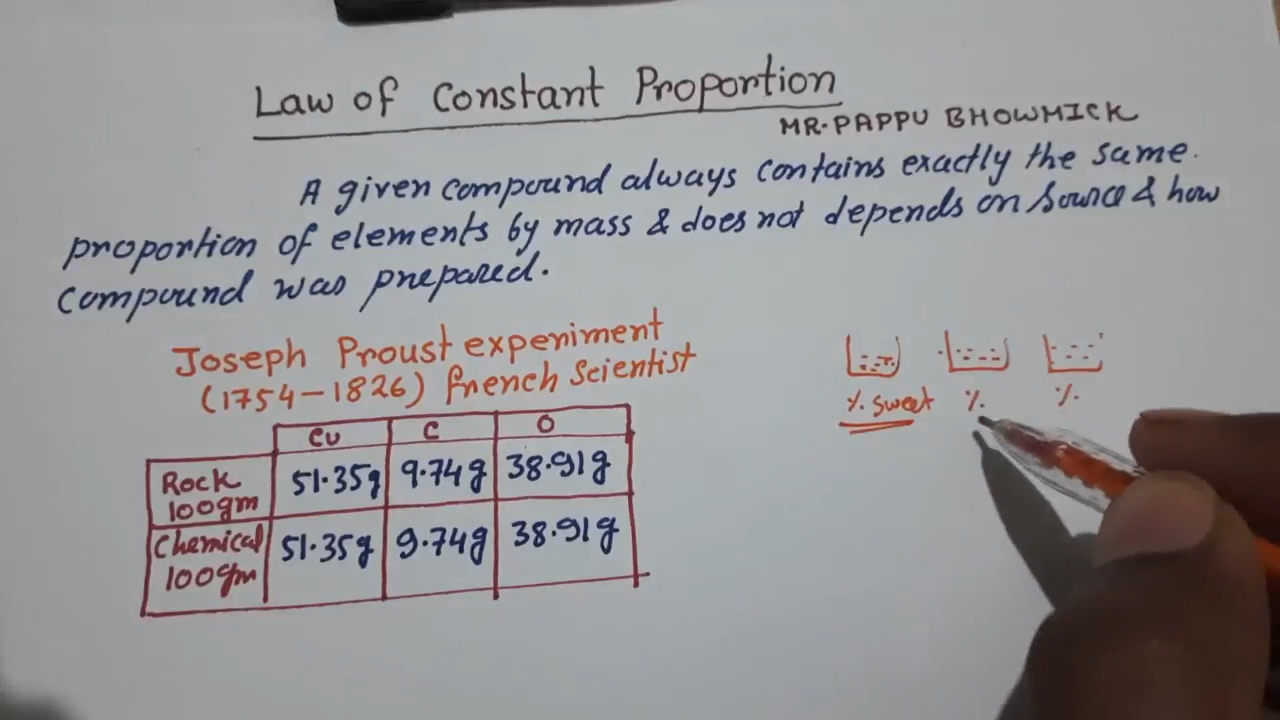 Law of Constant Proportion
MR. PAPPU BHOWMICK
A given compound always contains exactly the same.
proportion of elements by mass & does not depends on source & how
compound was prepared.
Joseph Proust experiment
(1754-1826) french Scientist
Cu C O
Rock 100gm 51.35g 9.74g 38.91g
Chemical 100gm 51.35g 9.74g 38.91g
%. sweet %. %.